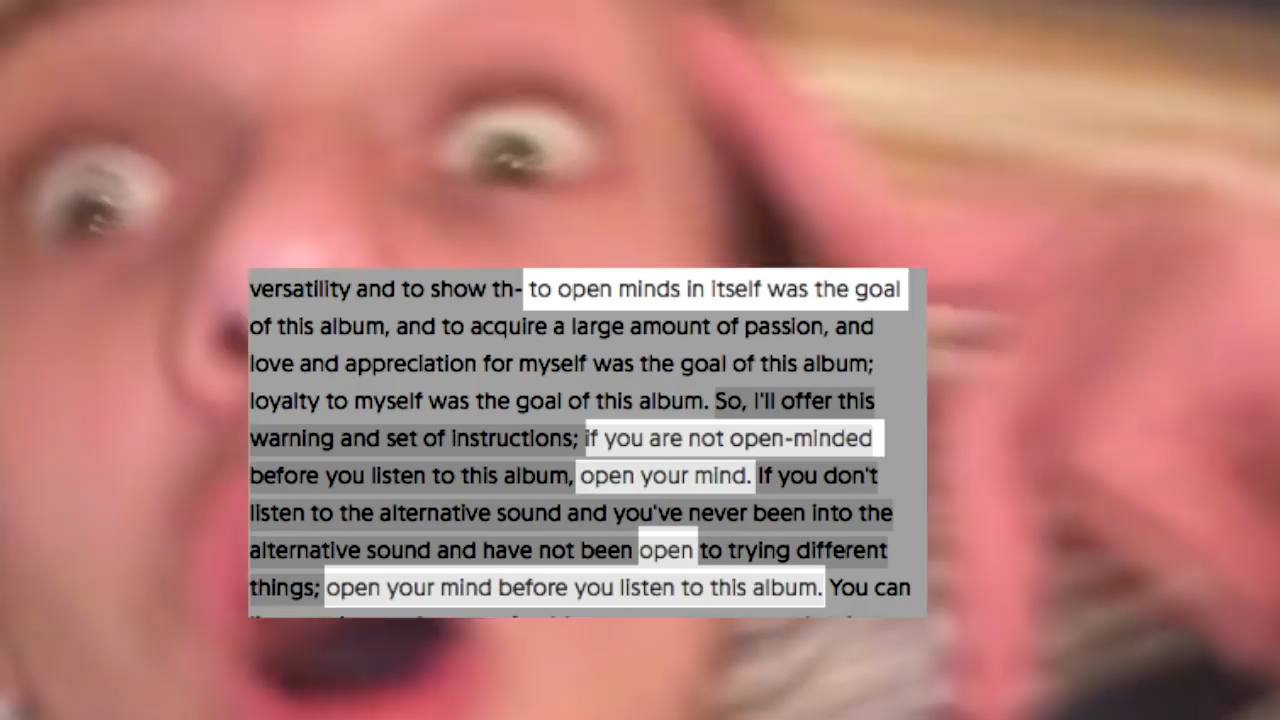 versatility and to show th- to open minds in itself was the goal
of this album, and to acquire a large amount of passion, and
love and appreciation for myself was the goal of this album;
loyalty to myself was the goal of this album. So, I'll offer this
warning and set of instructions; if you are not open-minded
before you listen to this album, open your mind. If you don't
listen to the alternative sound and you've never been into the
alternative sound and have not been open to trying different
things; open your mind before you listen to this album. You can